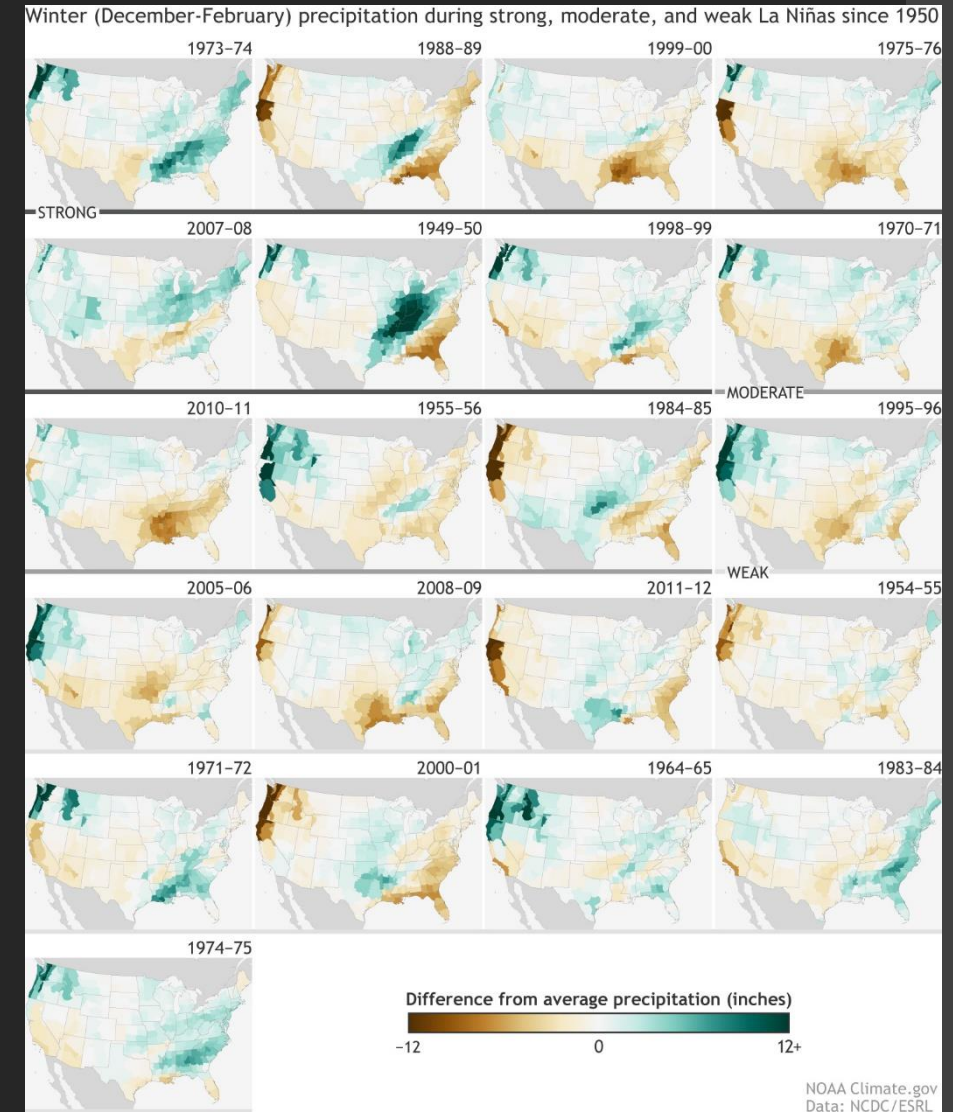 Winter (December-February) precipitation during strong, moderate, and weak La Niñas since 1950
1973-74
1988-89
1999-00
1975-76
STRONG
2007-08
1949-50
1998-99
1970-71
MODERATE
2010-11
1955-56
1984-85
1995-96
WEAK
2005-06
2008-09
2011-12
1954-55
1971-72
2000-01
1964-65
1983-84
1974-75
Difference from average precipitation (inches)
-12 0 12+
NOAA Climate.gov
Data: NCDC/ESRL